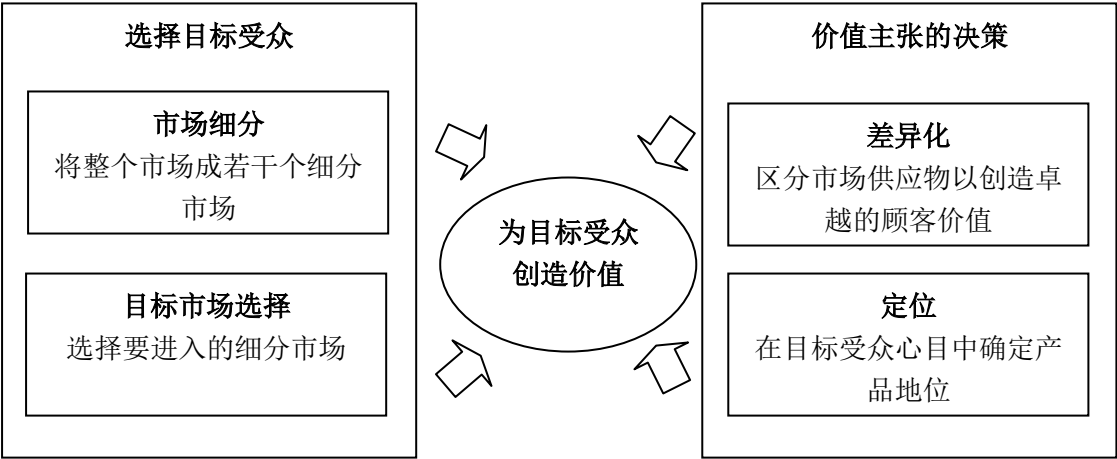 选择目标受众
市场细分
将整个市场成若干个细分
市场
目标市场选择
选择要进入的细分市场
为目标受众
创造价值
价值主张的决策
差异化
区分市场供应物以创造卓
越的顾客价值
定位
在目标受众心目中确定产
品地位